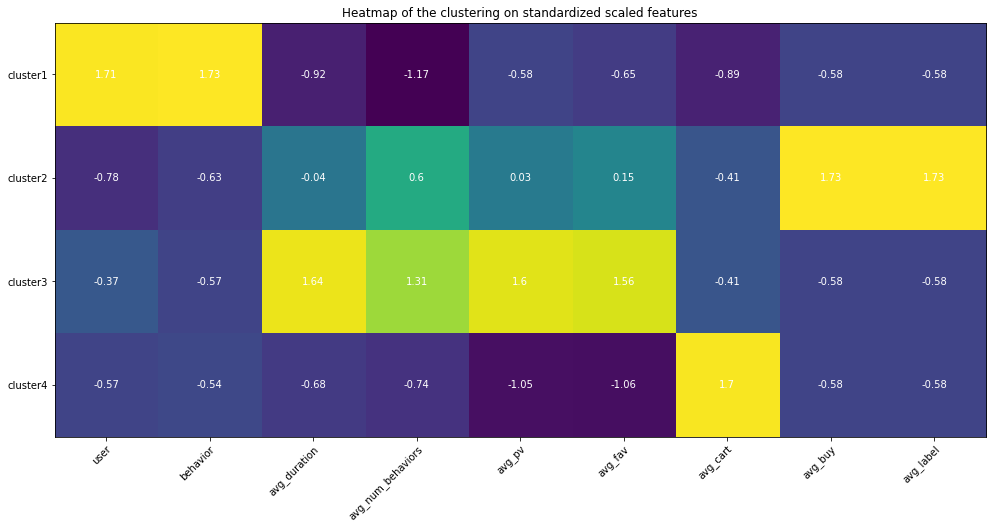 Heatmap of the clustering on standardized scaled features
cluster1 1.71 1.73 -0.92 -1.17 -0.58 -0.65 -0.89 -0.58 -0.58
cluster2 -0.78 -0.63 -0.04 0.6 0.03 0.15 -0.41 1.73 1.73
cluster3 -0.37 -0.57 1.64 1.31 1.6 1.56 -0.41 -0.58 -0.58
cluster4 -0.57 -0.54 -0.68 -0.74 -1.05 -1.06 1.7 -0.58 -0.58
user behavior avg_duration avg_num_behaviors avg_pv avg_fav avg_cart avg_buy avg_label